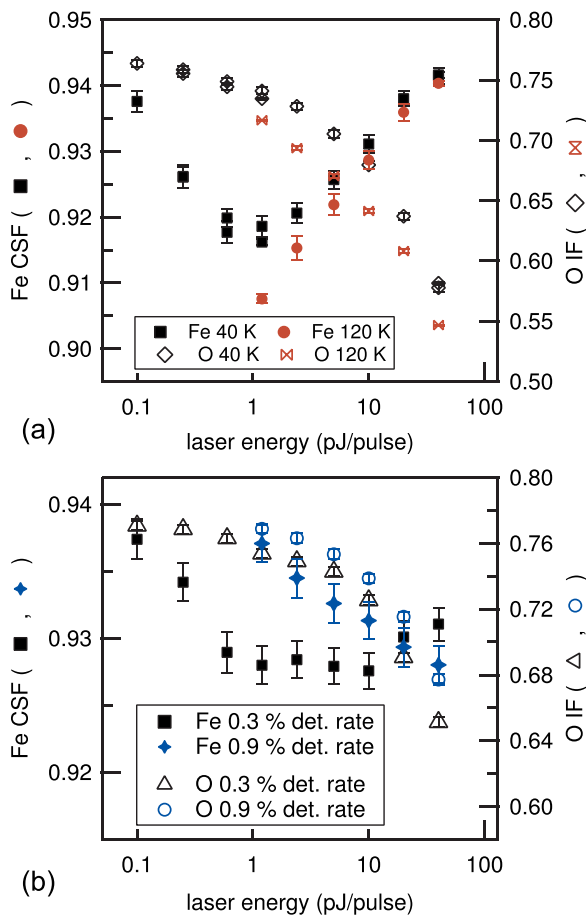 0.95
0.94
0.93
0.92
0.91
0.90
Fe CSF ( ■ , ● )
0.80
0.75
0.70
0.65
0.60
0.55
0.50
O IF ( ◇ , ⧓ )
Fe 40 K
Fe 120 K
O 40 K
O 120 K
0.1
1
10
100
(a)
laser energy (pJ/pulse)
0.94
0.93
0.92
Fe CSF ( ■ , ✦ )
0.80
0.76
0.72
0.68
0.64
0.60
O IF ( △ , ○ )
Fe 0.3 % det. rate
Fe 0.9 % det. rate
O 0.3 % det. rate
O 0.9 % det. rate
0.1
1
10
100
(b)
laser energy (pJ/pulse)